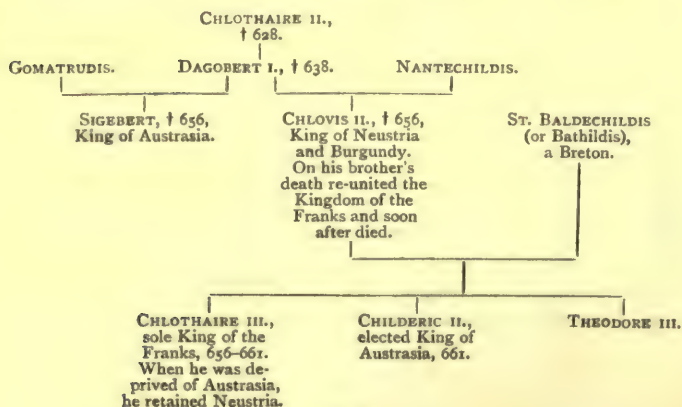 CHLOTHAIRE II.,
† 628.
GOMATRUDIS.
DAGOBERT I., † 638.
NANTECHILDIS.
SIGEBERT, † 656,
King of Austrasia.
CHLOVIS II., † 656,
King of Neustria
and Burgundy.
On his brother's
death re-united the
Kingdom of the
Franks and soon
after died.
ST. BALDECHILDIS
(or Bathildis),
a Breton.
CHLOTHAIRE III.,
sole King of the
Franks, 656–661.
When he was de-
prived of Austrasia,
he retained Neustria.
CHILDERIC II.,
elected King of
Austrasia, 661.
THEODORE III.